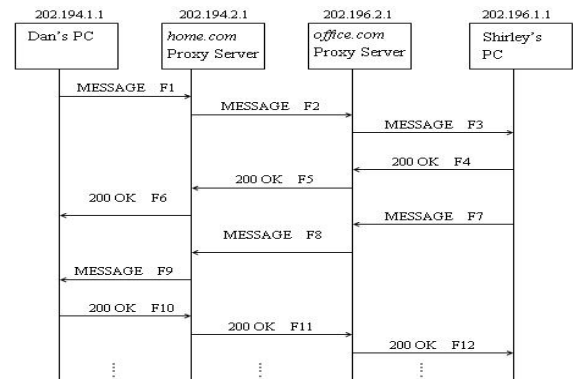 202.194.1.1 202.194.2.1 202.196.2.1 202.196.1.1
Dan's PC home.com office.com Shirley's
Proxy Server Proxy Server PC
MESSAGE F1
MESSAGE F2
MESSAGE F3
200 OK F4
200 OK F5
200 OK F6
MESSAGE F7
MESSAGE F8
MESSAGE F9
200 OK F10
200 OK F11
200 OK F12